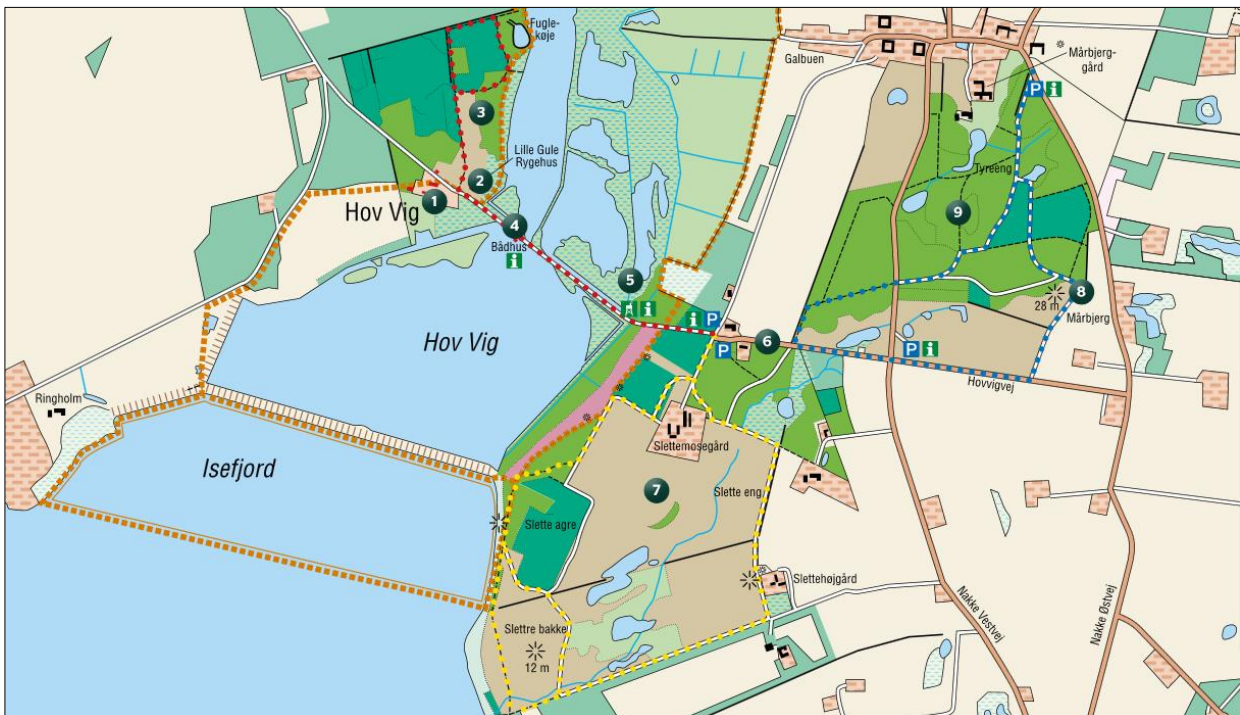 Fugle-
køje
Galbuen
Mårbjerg-
gård
P i
3
Lille Gule
Rygehus
2
1
Hov Vig
4
Bådhus
i
Tyreeng
9
5
i
i P
8
28 m
Mårbjerg
6
P
P i
Hovvigvej
Hov Vig
Ringholm
Isefjord
Slettemosegård
7
Slette eng
Slette agre
Slettehøjgård
Slettre bakke
12 m
Nakke Vestvej
Nakke Østvej